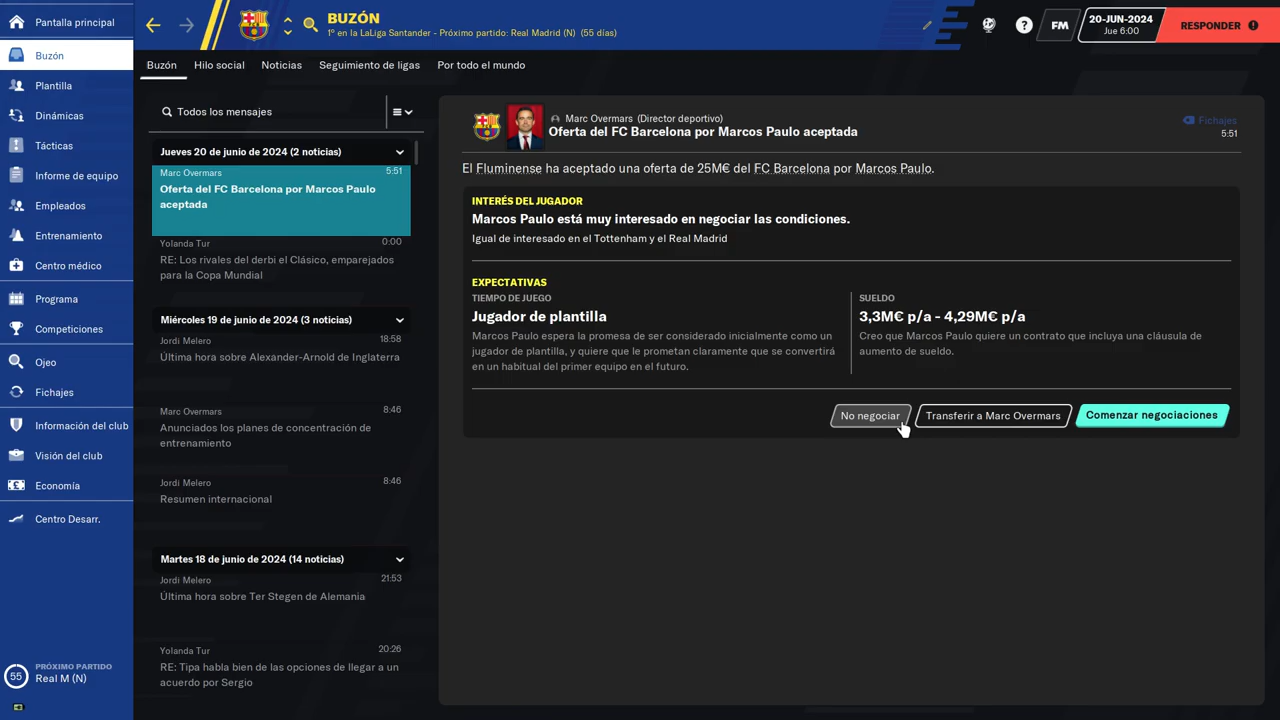 Pantalla principal
Buzón
Plantilla
Dinámicas
Tácticas
Informe de equipo
Empleados
Entrenamiento
Centro médico
Programa
Competiciones
Ojeo
Fichajes
Información del club
Visión del club
Economía
Centro Desarr.
55
PRÓXIMO PARTIDO
Real M (N)
BUZÓN
1º en la LaLiga Santander - Próximo partido: Real Madrid (N) (55 días)
?
FM
20-JUN-2024
Jue 6:00
RESPONDER
Buzón Hilo social Noticias Seguimiento de ligas Por todo el mundo
Todos los mensajes
Jueves 20 de junio de 2024 (2 noticias)
Marc Overmars 5:51
Oferta del FC Barcelona por Marcos Paulo
aceptada
Yolanda Tur 0:00
RE: Los rivales del derbi el Clásico, emparejados
para la Copa Mundial
Miércoles 19 de junio de 2024 (3 noticias)
Jordi Melero 18:58
Última hora sobre Alexander-Arnold de Inglaterra
Marc Overmars 8:46
Anunciados los planes de concentración de
entrenamiento
Jordi Melero 8:46
Resumen internacional
Martes 18 de junio de 2024 (14 noticias)
Jordi Melero 21:53
Última hora sobre Ter Stegen de Alemania
Yolanda Tur 20:26
RE: Tipa habla bien de las opciones de llegar a un
acuerdo por Sergio
Marc Overmars (Director deportivo)
Oferta del FC Barcelona por Marcos Paulo aceptada
Fichajes
5:51
El Fluminense ha aceptado una oferta de 25M€ del FC Barcelona por Marcos Paulo.
INTERÉS DEL JUGADOR
Marcos Paulo está muy interesado en negociar las condiciones.
Igual de interesado en el Tottenham y el Real Madrid
EXPECTATIVAS
TIEMPO DE JUEGO
Jugador de plantilla
Marcos Paulo espera la promesa de ser considerado inicialmente como un
jugador de plantilla, y quiere que le prometan claramente que se convertirá
en un habitual del primer equipo en el futuro.
SUELDO
3,3M€ p/a - 4,29M€ p/a
Creo que Marcos Paulo quiere un contrato que incluya una cláusula de
aumento de sueldo.
No negociar
Transferir a Marc Overmars
Comenzar negociaciones